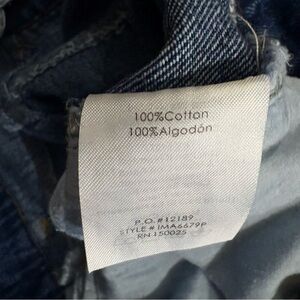 100%Cotton
100%Algodón
P.O.#12189
STYLE # IMA6679P
RN 150025